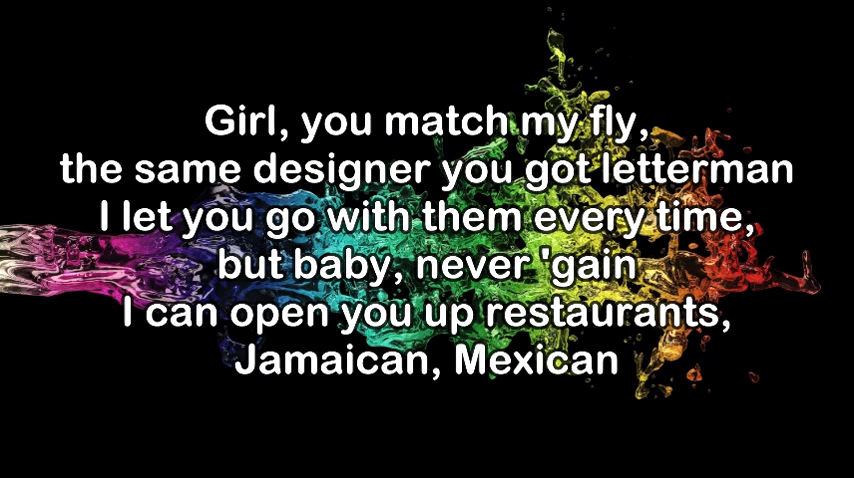 Girl, you match my fly,
the same designer you got letterman
I let you go with them every time,
but baby, never 'gain
I can open you up restaurants,
Jamaican, Mexican